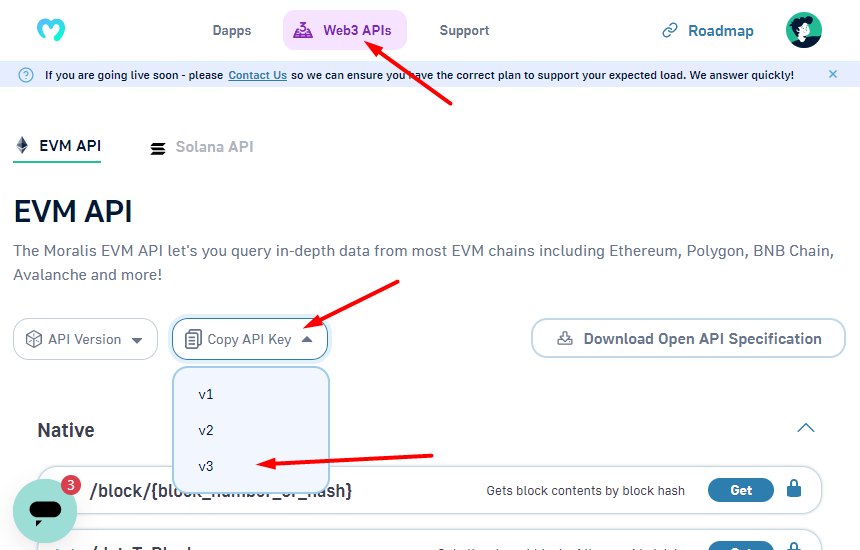 Dapps
Web3 APIs
Support
Roadmap
If you are going live soon - please Contact Us so we can ensure you have the correct plan to support your expected load. We answer quickly!
EVM API
Solana API
EVM API
The Moralis EVM API let's you query in-depth data from most EVM chains including Ethereum, Polygon, BNB Chain,
Avalanche and more!
API Version
Copy API Key
Download Open API Specification
v1
v2
v3
Native
/block/{block_number_or_hash}
Gets block contents by block hash
Get
3
Get